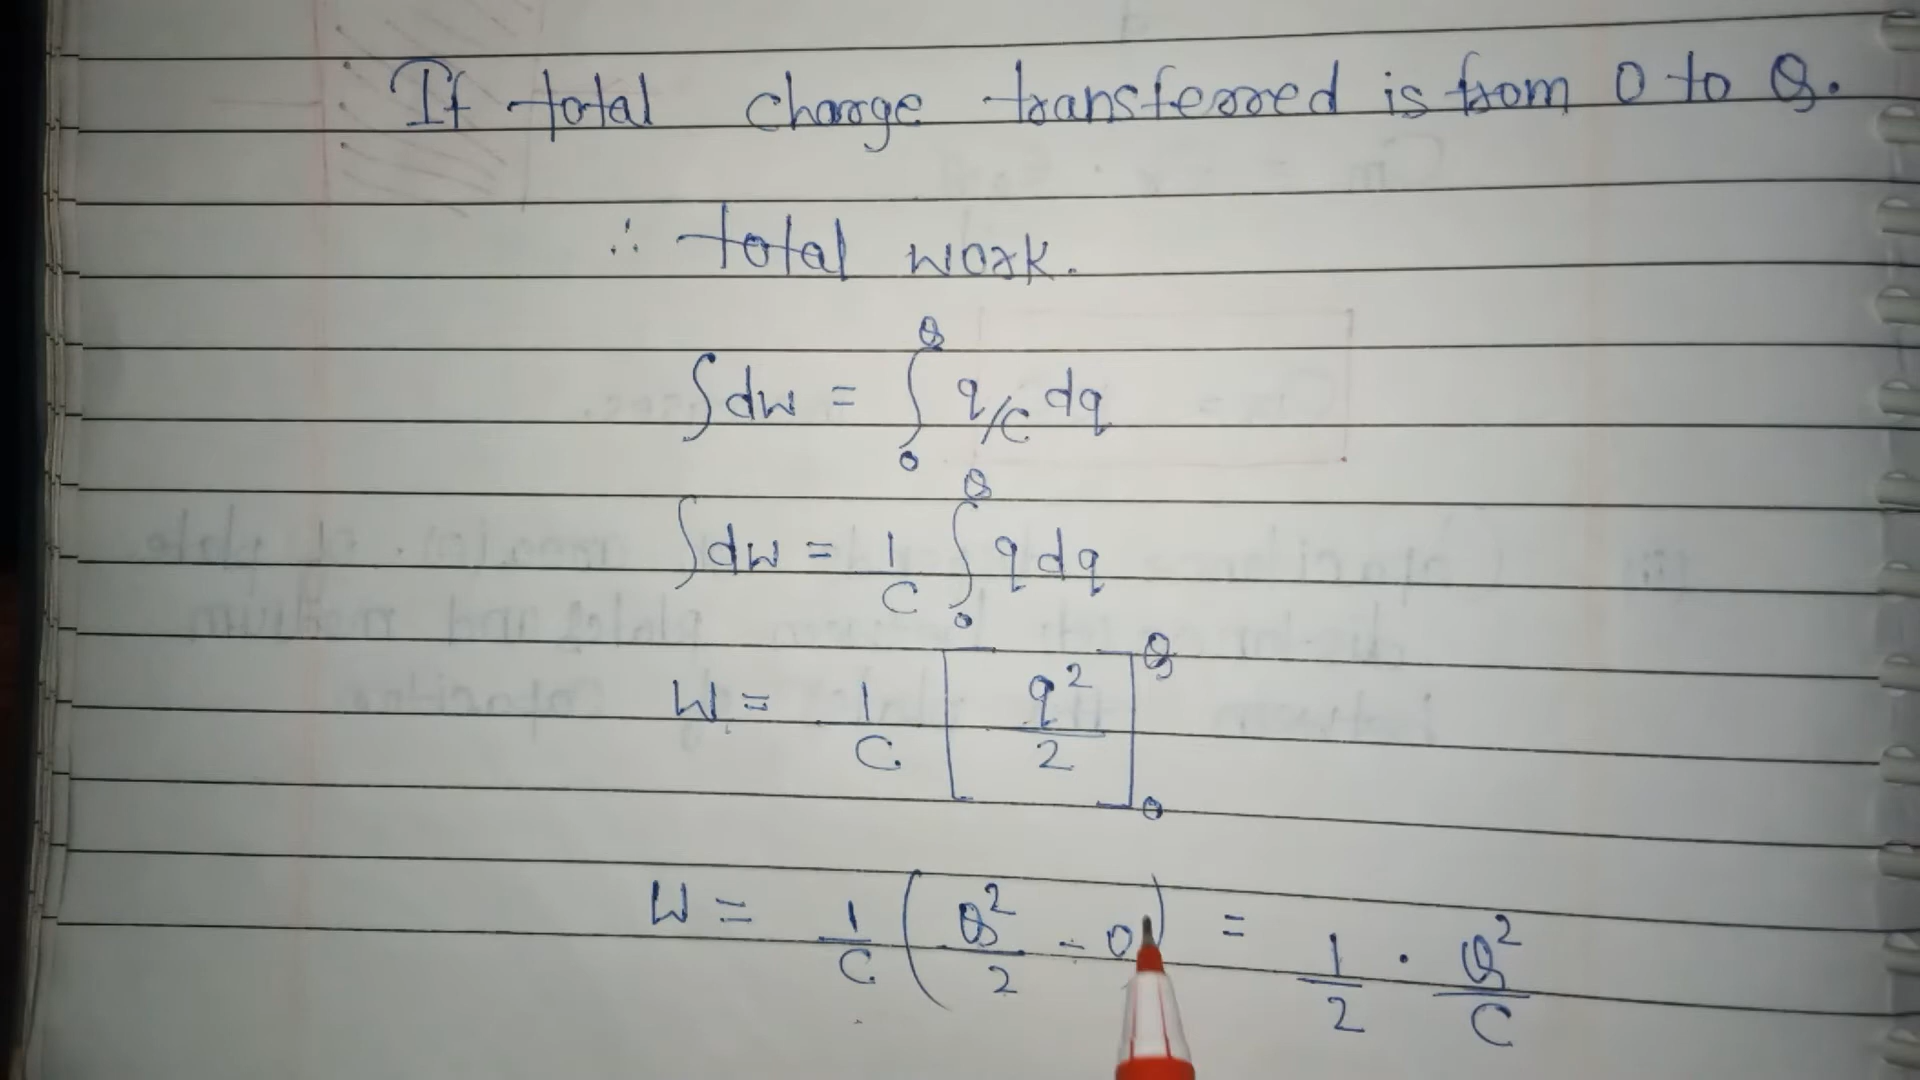 If total charge transferred is from 0 to Q.
∴ total work.
∫dw = ∫₀^Q q/C dq
∫dw = 1/C ∫₀^Q q dq
W = 1/C [q²/2]₀^Q
W = 1/C (Q²/2 - 0) = 1/2 · Q²/C